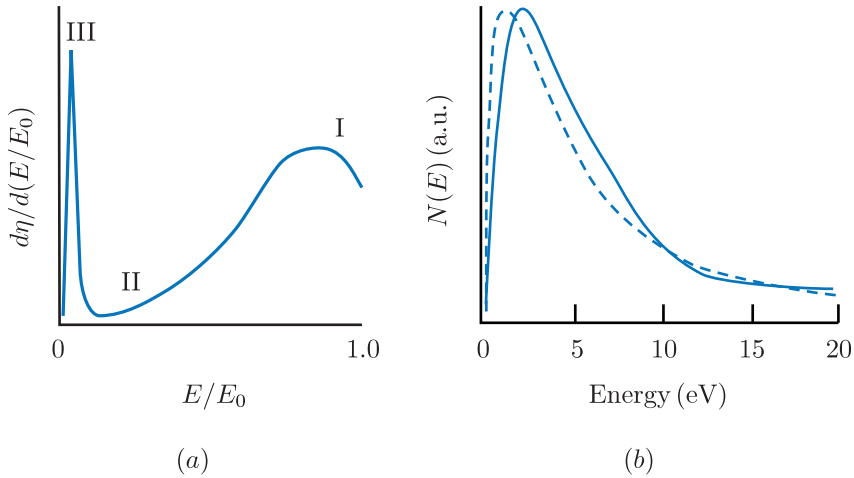 III
I
II
dη/d(E/E₀)
0
1.0
E/E₀
(a)
N(E) (a.u.)
0
5
10
15
20
Energy (eV)
(b)